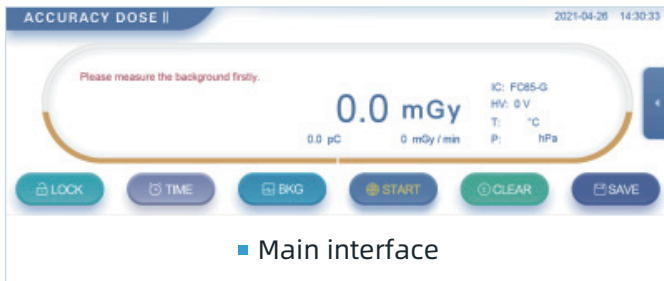 ACCURACY DOSE II
2021-04-26 14:30:33
Please measure the background firstly.
0.0 mGy
0.0 pC 0 mGy / min
IC: FC65-G
HV: 0 V
T: °C
P: hPa
LOCK TIME BKG START CLEAR SAVE
Main interface